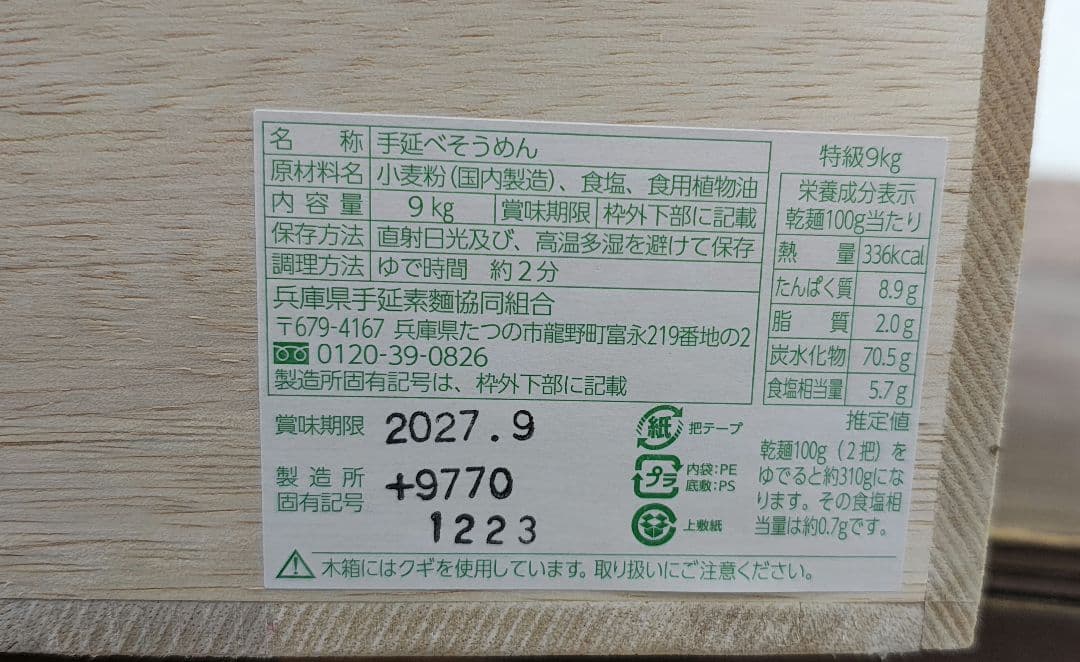 名称 手延べそうめん
原材料名 小麦粉(国内製造)、食塩、食用植物油
内容量 9kg 賞味期限 枠外下部に記載
保存方法 直射日光及び、高温多湿を避けて保存
調理方法 ゆで時間 約2分
兵庫県手延素麵協同組合
〒679-4167 兵庫県たつの市龍野町富永219番地の2
0120-39-0826
製造所固有記号は、枠外下部に記載
特級9kg
栄養成分表示
乾麺100g当たり
熱量 336kcal
たんぱく質 8.9g
脂質 2.0g
炭水化物 70.5g
食塩相当量 5.7g
推定値
乾麺100g(2把)を
ゆでると約310gにな
ります。その食塩相
当量は約0.7gです。
賞味期限 2027.9
製造所
固有記号
+9770
1223
紙 把テープ
プラ 内袋:PE
底敷:PS
上敷紙
木箱にはクギを使用しています。取り扱いにご注意ください。